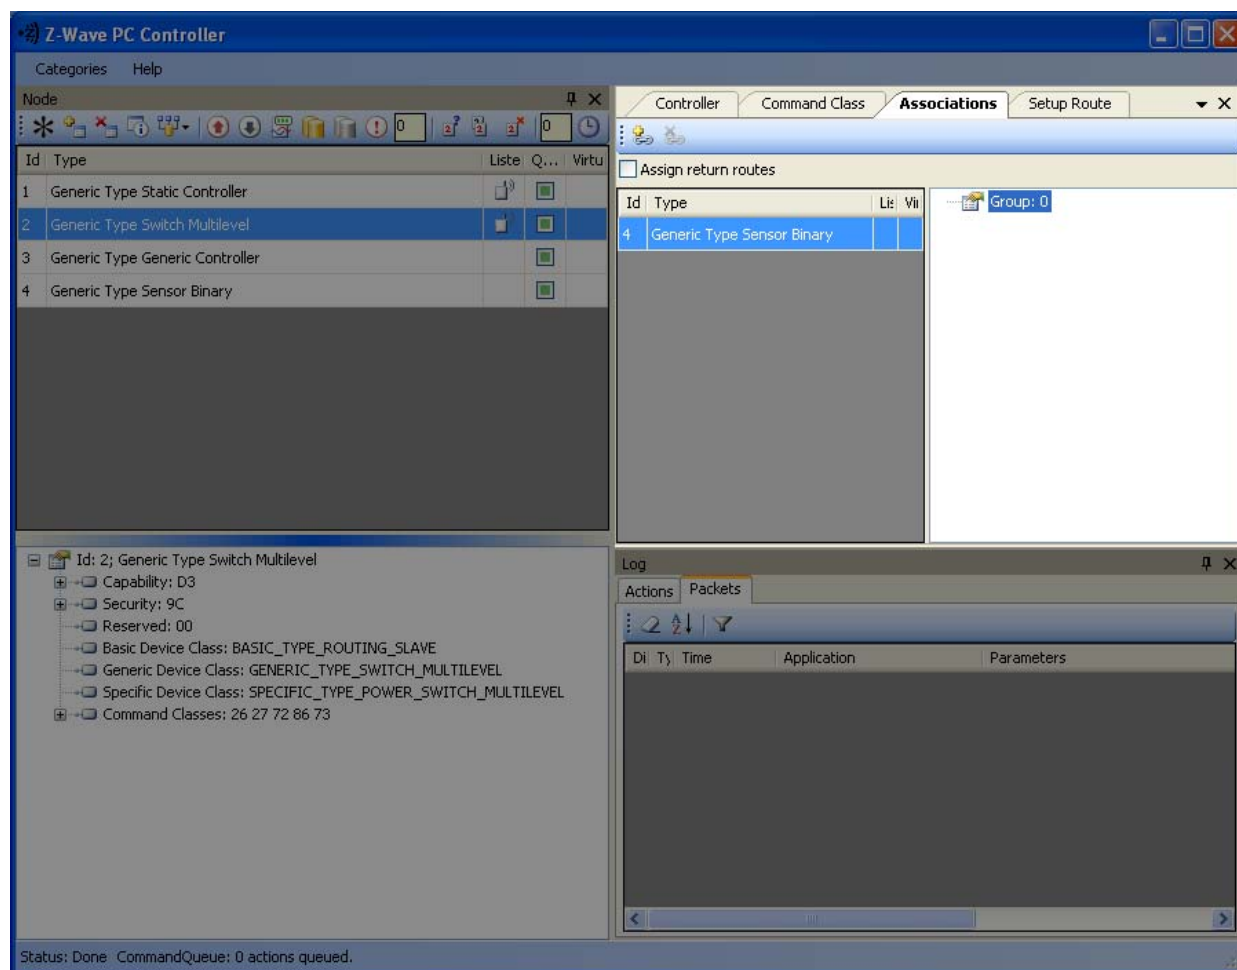 Z-Wave PC Controller
Categories Help
Node
0 0
Id Type Liste Q... Virtu
1 Generic Type Static Controller
2 Generic Type Switch Multilevel
3 Generic Type Generic Controller
4 Generic Type Sensor Binary
Id: 2; Generic Type Switch Multilevel
Capability: D3
Security: 9C
Reserved: 00
Basic Device Class: BASIC_TYPE_ROUTING_SLAVE
Generic Device Class: GENERIC_TYPE_SWITCH_MULTILEVEL
Specific Device Class: SPECIFIC_TYPE_POWER_SWITCH_MULTILEVEL
Command Classes: 26 27 72 86 73
Controller Command Class Associations Setup Route
Assign return routes
Id Type Lis Vir
4 Generic Type Sensor Binary
Group: 0
Log
Actions Packets
Di Ty Time Application Parameters
Status: Done CommandQueue: 0 actions queued.